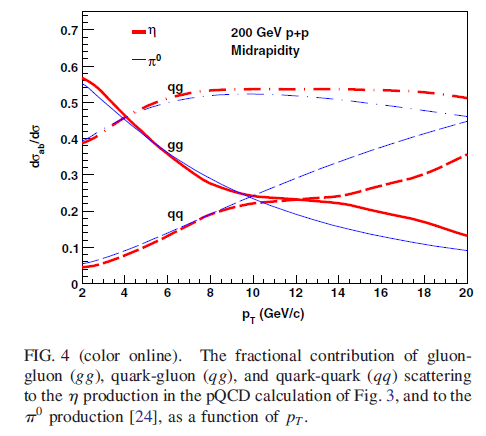 0.7
0.6
0.5
0.4
0.3
0.2
0.1
0
dσab/dσ
η
π0
200 GeV p+p
Midrapidity
qg
gg
qq
2 4 6 8 10 12 14 16 18 20
pT (GeV/c)
FIG. 4 (color online). The fractional contribution of gluon-
gluon (gg), quark-gluon (qg), and quark-quark (qq) scattering
to the η production in the pQCD calculation of Fig. 3, and to the
π0 production [24], as a function of pT.